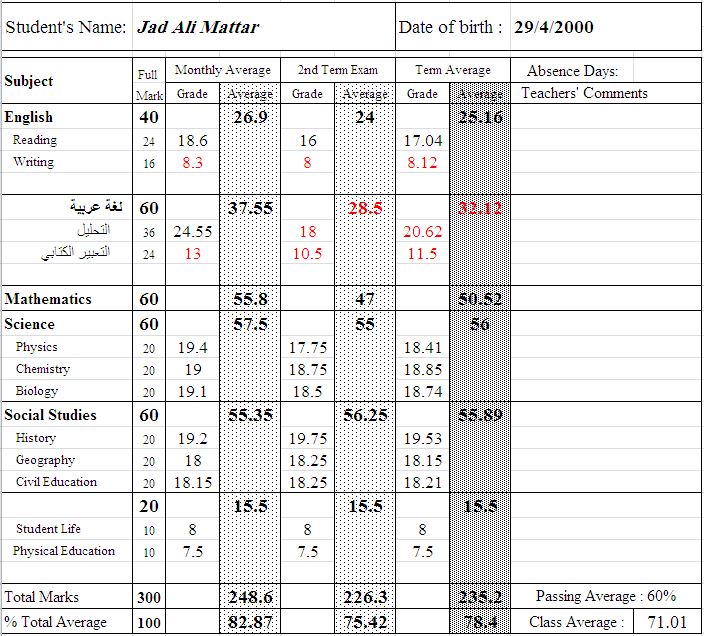 Student's Name: Jad Ali Mattar Date of birth : 29/4/2000
Subject Full Mark Monthly Average 2nd Term Exam Term Average Absence Days:
Grade Average Grade Average Grade Average Teachers' Comments
English 40 26.9 24 25.16
Reading 24 18.6 16 17.04
Writing 16 8.3 8 8.12
لغة عربية 60 37.55 28.5 32.12
التحليل 36 24.55 18 20.62
التعبير الكتابي 24 13 10.5 11.5
Mathematics 60 55.8 47 50.52
Science 60 57.5 55 56
Physics 20 19.4 17.75 18.41
Chemistry 20 19 18.75 18.85
Biology 20 19.1 18.5 18.74
Social Studies 60 55.35 56.25 55.89
History 20 19.2 19.75 19.53
Geography 20 18 18.25 18.15
Civil Education 20 18.15 18.25 18.21
20 15.5 15.5 15.5
Student Life 10 8 8 8
Physical Education 10 7.5 7.5 7.5
Total Marks 300 248.6 226.3 235.2 Passing Average : 60%
% Total Average 100 82.87 75.42 78.4 Class Average : 71.01